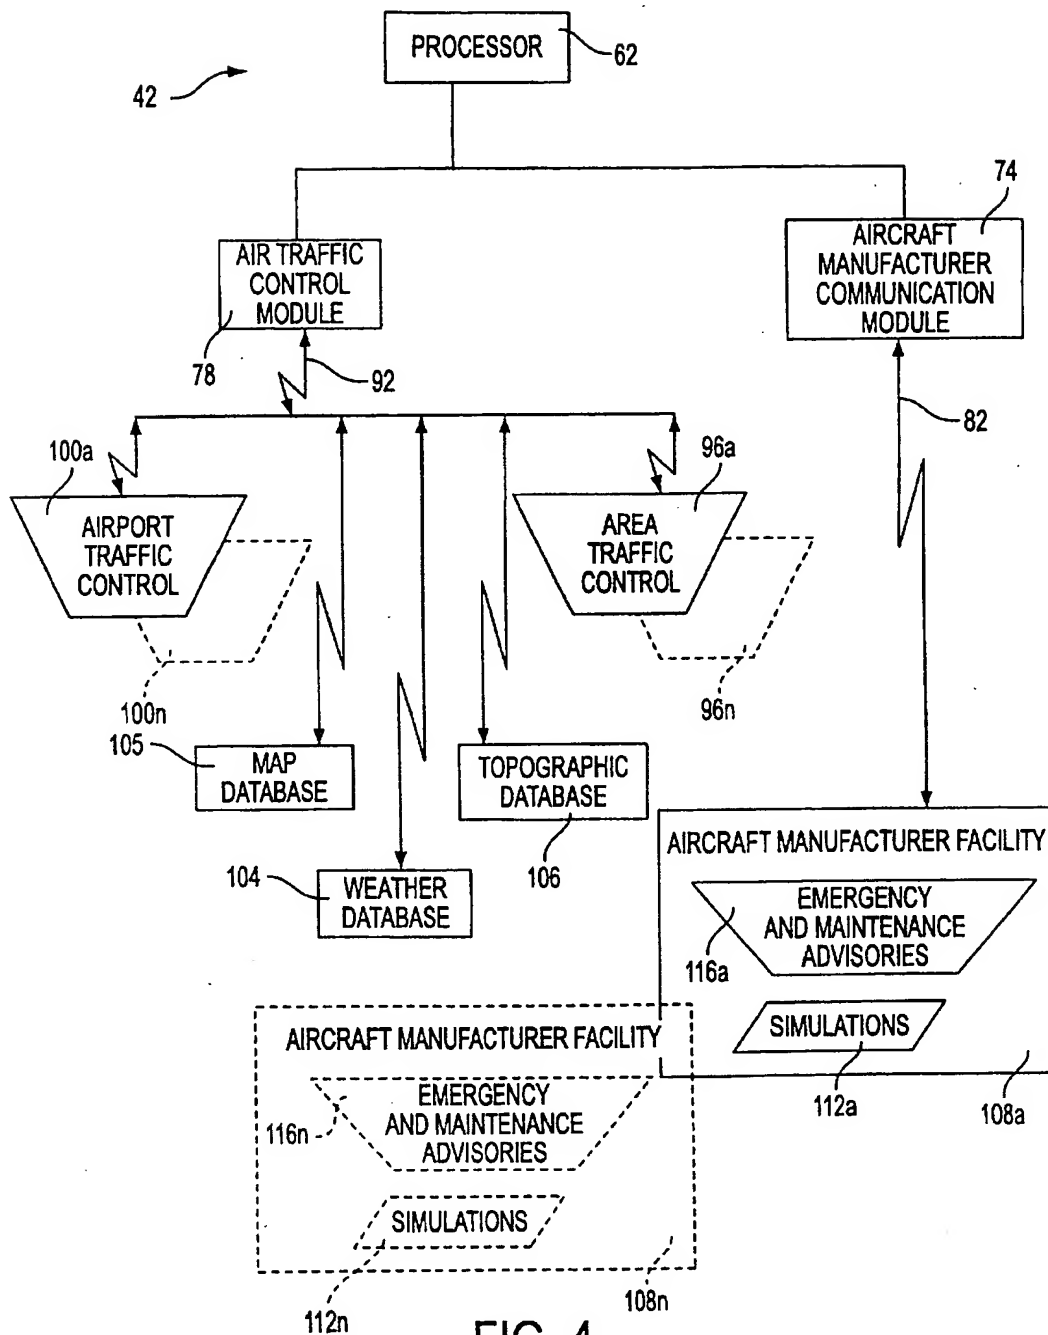 PROCESSOR
62
42
74
AIR TRAFFIC
CONTROL
MODULE
AIRCRAFT
MANUFACTURER
COMMUNICATION
MODULE
78
92
82
100a
96a
AIRPORT
TRAFFIC
CONTROL
AREA
TRAFFIC
CONTROL
100n
96n
105
MAP
DATABASE
TOPOGRAPHIC
DATABASE
106
104
WEATHER
DATABASE
AIRCRAFT MANUFACTURER FACILITY
EMERGENCY
AND MAINTENANCE
ADVISORIES
116a
SIMULATIONS
112a
108a
AIRCRAFT MANUFACTURER FACILITY
EMERGENCY
AND MAINTENANCE
ADVISORIES
116n
SIMULATIONS
112n
108n
FIG. 4